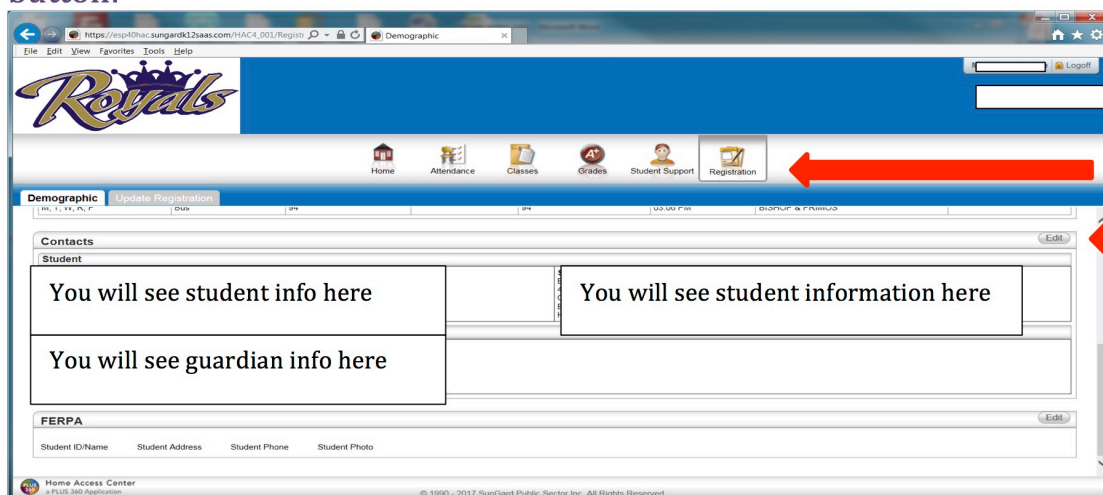 button.
https://esp40hac.sungardk12saas.com/HAC4_001/Registr
Demographic
File Edit View Favorites Tools Help
Royals
Logoff
Home Attendance Classes Grades Student Support Registration
Demographic Update Registration
M, T, W, R, F Bus 94 94 03:00 PM BISHOP & PRIMOS
Contacts Edit
Student
You will see student info here You will see student information here
You will see guardian info here
FERPA Edit
Student ID/Name Student Address Student Phone Student Photo
Home Access Center
a PLUS 360 Application
© 1990 - 2017 SunGard Public Sector Inc. All Rights Reserved